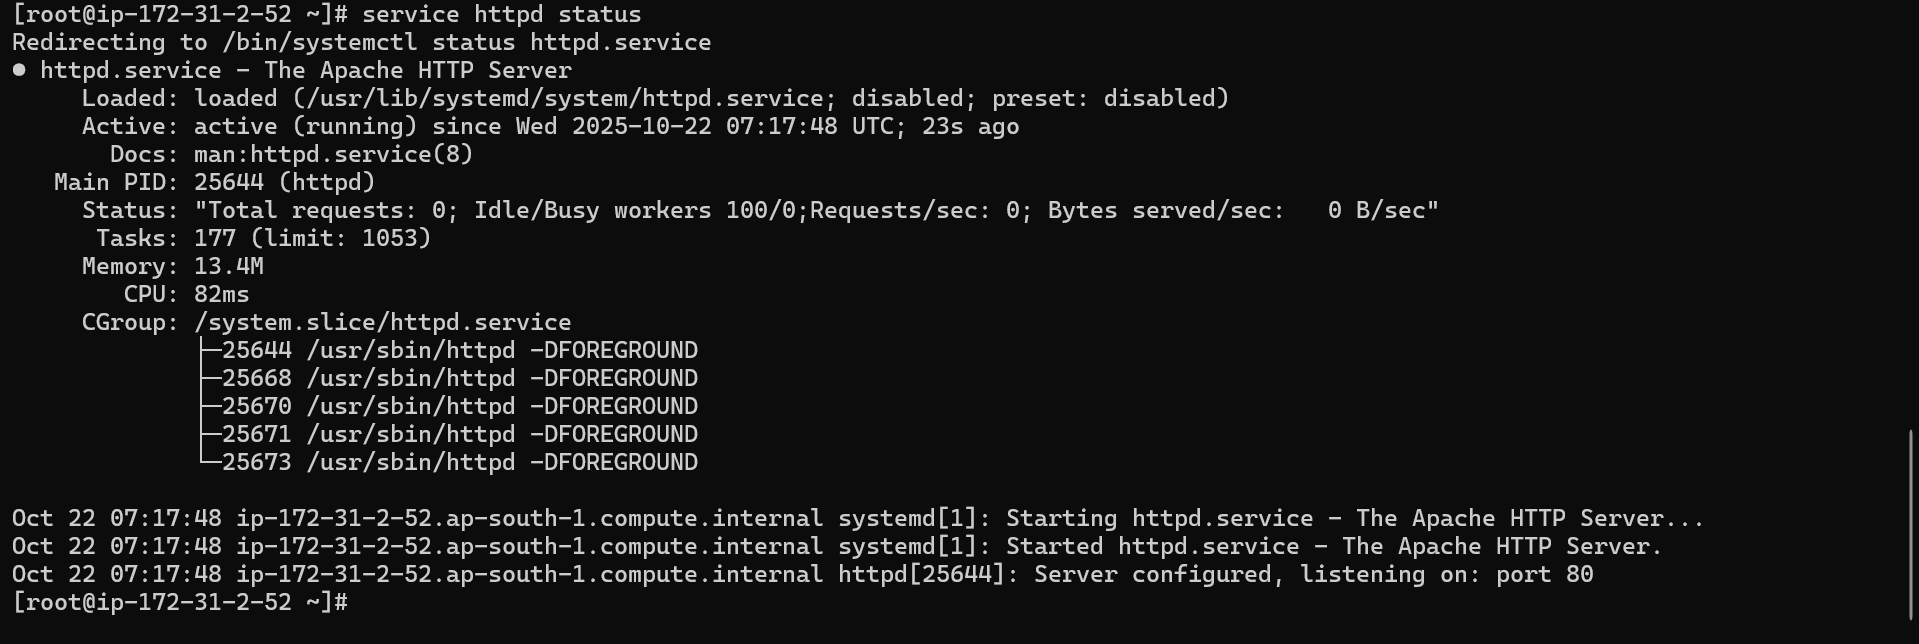 [root@ip-172-31-2-52 ~]# service httpd status
Redirecting to /bin/systemctl status httpd.service
● httpd.service - The Apache HTTP Server
     Loaded: loaded (/usr/lib/systemd/system/httpd.service; disabled; preset: disabled)
     Active: active (running) since Wed 2025-10-22 07:17:48 UTC; 23s ago
       Docs: man:httpd.service(8)
   Main PID: 25644 (httpd)
     Status: "Total requests: 0; Idle/Busy workers 100/0;Requests/sec: 0; Bytes served/sec:   0 B/sec"
      Tasks: 177 (limit: 1053)
     Memory: 13.4M
        CPU: 82ms
     CGroup: /system.slice/httpd.service
             ├─25644 /usr/sbin/httpd -DFOREGROUND
             ├─25668 /usr/sbin/httpd -DFOREGROUND
             ├─25670 /usr/sbin/httpd -DFOREGROUND
             ├─25671 /usr/sbin/httpd -DFOREGROUND
             └─25673 /usr/sbin/httpd -DFOREGROUND

Oct 22 07:17:48 ip-172-31-2-52.ap-south-1.compute.internal systemd[1]: Starting httpd.service - The Apache HTTP Server...
Oct 22 07:17:48 ip-172-31-2-52.ap-south-1.compute.internal systemd[1]: Started httpd.service - The Apache HTTP Server.
Oct 22 07:17:48 ip-172-31-2-52.ap-south-1.compute.internal httpd[25644]: Server configured, listening on: port 80
[root@ip-172-31-2-52 ~]#